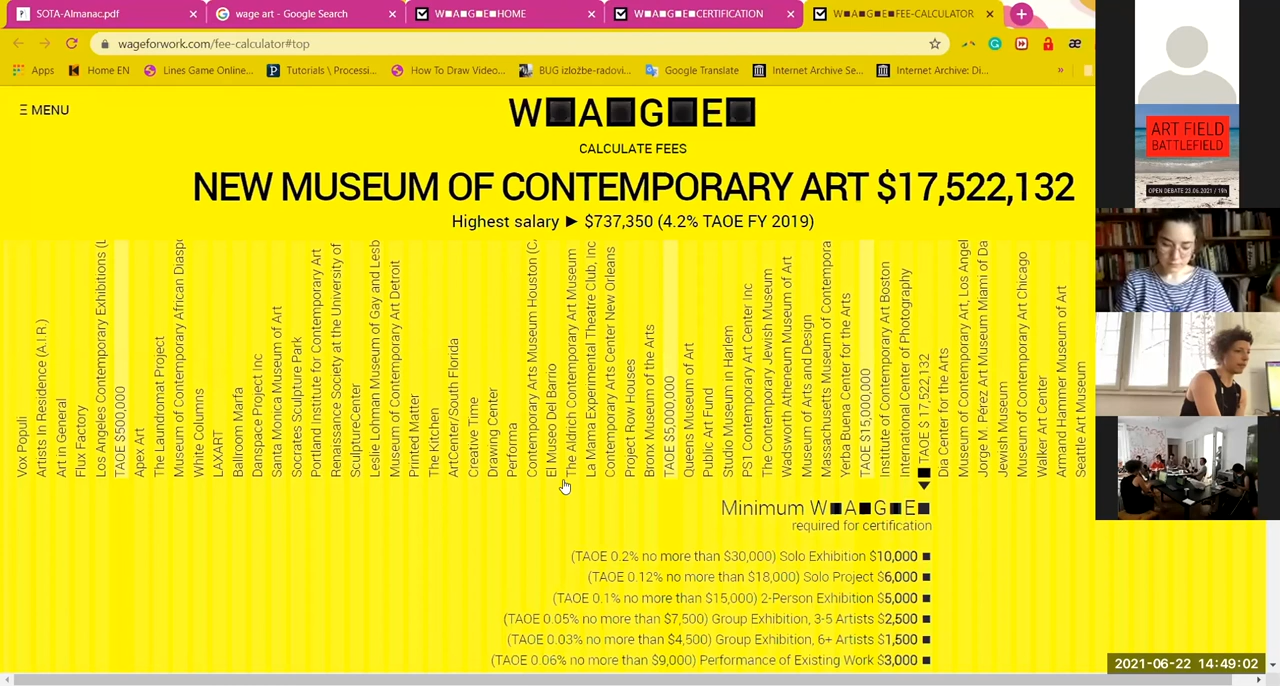 SOTA-Almanac.pdf
wage art - Google Search
W■A■G■E■HOME
W■A■G■E■CERTIFICATION
W■A■G■E■FEE-CALCULATOR
wageforwork.com/fee-calculator#top
Apps
Home EN
Lines Game Online...
Tutorials \ Processi...
How To Draw Video...
BUG izložbe-radovi...
Google Translate
Internet Archive Se...
Internet Archive: Di...
»
MENU
W■A■G■E■
CALCULATE FEES
NEW MUSEUM OF CONTEMPORARY ART $17,522,132
Highest salary ► $737,350 (4.2% TAOE FY 2019)
Vox Populi
Artists In Residence (A.I.R.)
Art in General
Flux Factory
Los Angeles Contemporary Exhibitions (L
TAOE $500,000
Apex Art
The Laundromat Project
Museum of Contemporary African Diaspo
White Columns
LAXART
Ballroom Marfa
Danspace Project Inc
Santa Monica Museum of Art
Socrates Sculpture Park
Portland Institute for Contemporary Art
Renaissance Society at the University of
SculptureCenter
Leslie Lohman Museum of Gay and Lesb
Museum of Contemporary Art Detroit
Printed Matter
The Kitchen
ArtCenter/South Florida
Creative Time
Drawing Center
Performa
Contemporary Arts Museum Houston (C.
El Museo Del Barrio
The Aldrich Contemporary Art Museum
La Mama Experimental Theatre Club, Inc
Contemporary Arts Center New Orleans
Project Row Houses
Bronx Museum of the Arts
TAOE $5,000,000
Queens Museum of Art
Public Art Fund
Studio Museum in Harlem
PS1 Contemporary Art Center Inc
The Contemporary Jewish Museum
Wadsworth Atheneum Museum of Art
Museum of Arts and Design
Massachusetts Museum of Contempora
Yerba Buena Center for the Arts
TAOE $15,000,000
Institute of Contemporary Art Boston
International Center of Photography
TAOE $ 17,522,132
Dia Center for the Arts
Museum of Contemporary Art, Los Angel
Jorge M. Pérez Art Museum Miami of Da
Jewish Museum
Museum of Contemporary Art Chicago
Walker Art Center
Armand Hammer Museum of Art
Seattle Art Museum
Minimum W■A■G■E■
required for certification
(TAOE 0.2% no more than $30,000) Solo Exhibition $10,000
(TAOE 0.12% no more than $18,000) Solo Project $6,000
(TAOE 0.1% no more than $15,000) 2-Person Exhibition $5,000
(TAOE 0.05% no more than $7,500) Group Exhibition, 3-5 Artists $2,500
(TAOE 0.03% no more than $4,500) Group Exhibition, 6+ Artists $1,500
(TAOE 0.06% no more than $9,000) Performance of Existing Work $3,000
ART FIELD
BATTLEFIELD
OPEN DEBATE 23.06.2021 / 19h
2021-06-22 14:49:02